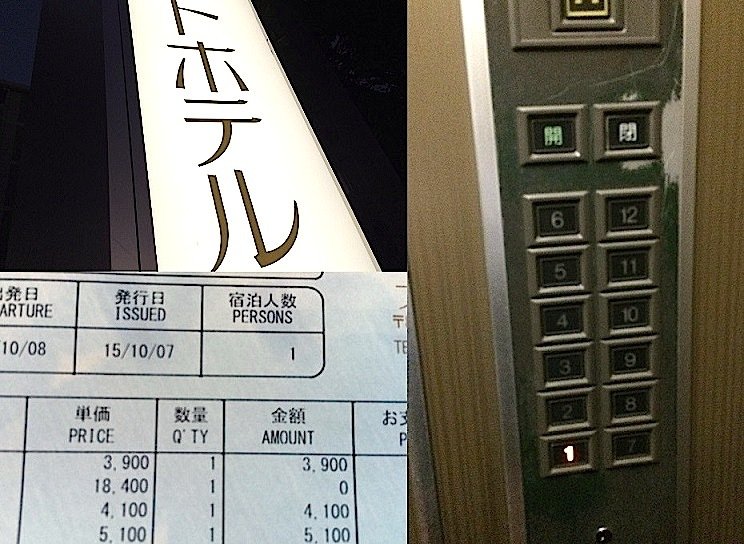 ホテル
発日 発行日 宿泊人数
ARTURE ISSUED PERSONS
10/08 15/10/07 1
単価 数量 金額 お
PRICE Q'TY AMOUNT P
3,900 1 3,900
18,400 1 0
4,100 1 4,100
5,100 1 5,100
〒
TE
開 閉
6 12
5 11
4 10
3 9
2 8
1 7